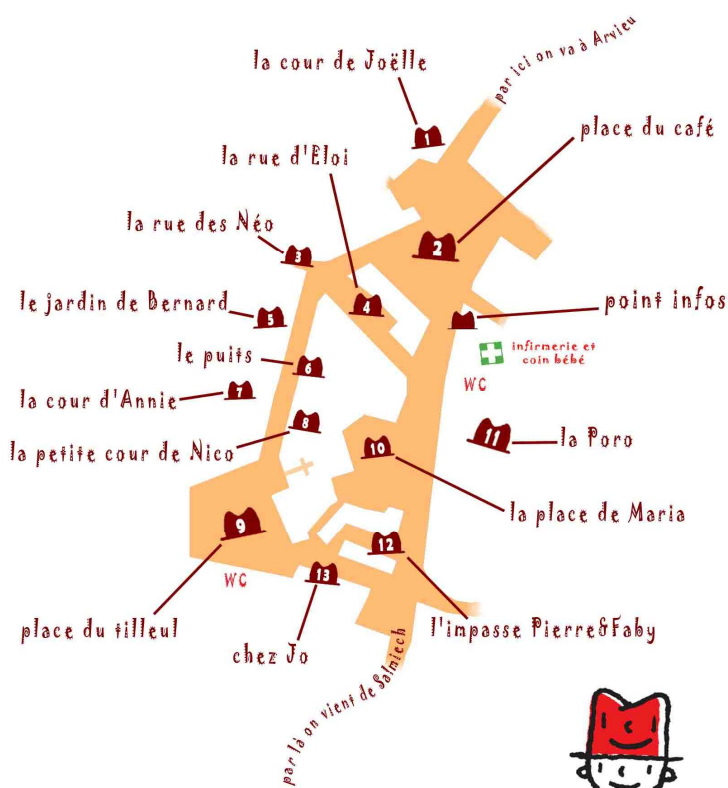 par ici on va à Arvieu
la cour de Joëlle
1
place du café
2
la rue d'Eloi
4
la rue des Néo
3
le jardin de Bernard
5
point infos
infirmerie et
coin bébé
WC
le puits
6
la cour d'Annie
7
la petite cour de Nico
8
11
la Poro
10
la place de Maria
9
WC
place du tilleul
12
l'impasse Pierre&Faby
13
chez Jo
par là on vient de Salmiech